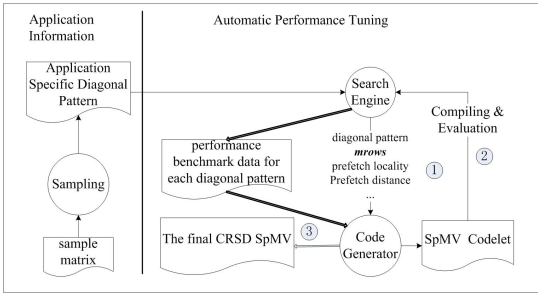 Application
Information
Automatic Performance Tuning
Application
Specific Diagonal
Pattern
Search
Engine
Compiling &
Evaluation
diagonal pattern
mrows
prefetch locality
Prefetch distance
...
1
2
performance
benchmark data for
each diagonal pattern
Sampling
sample
matrix
The final CRSD SpMV
3
Code
Generator
SpMV Codelet